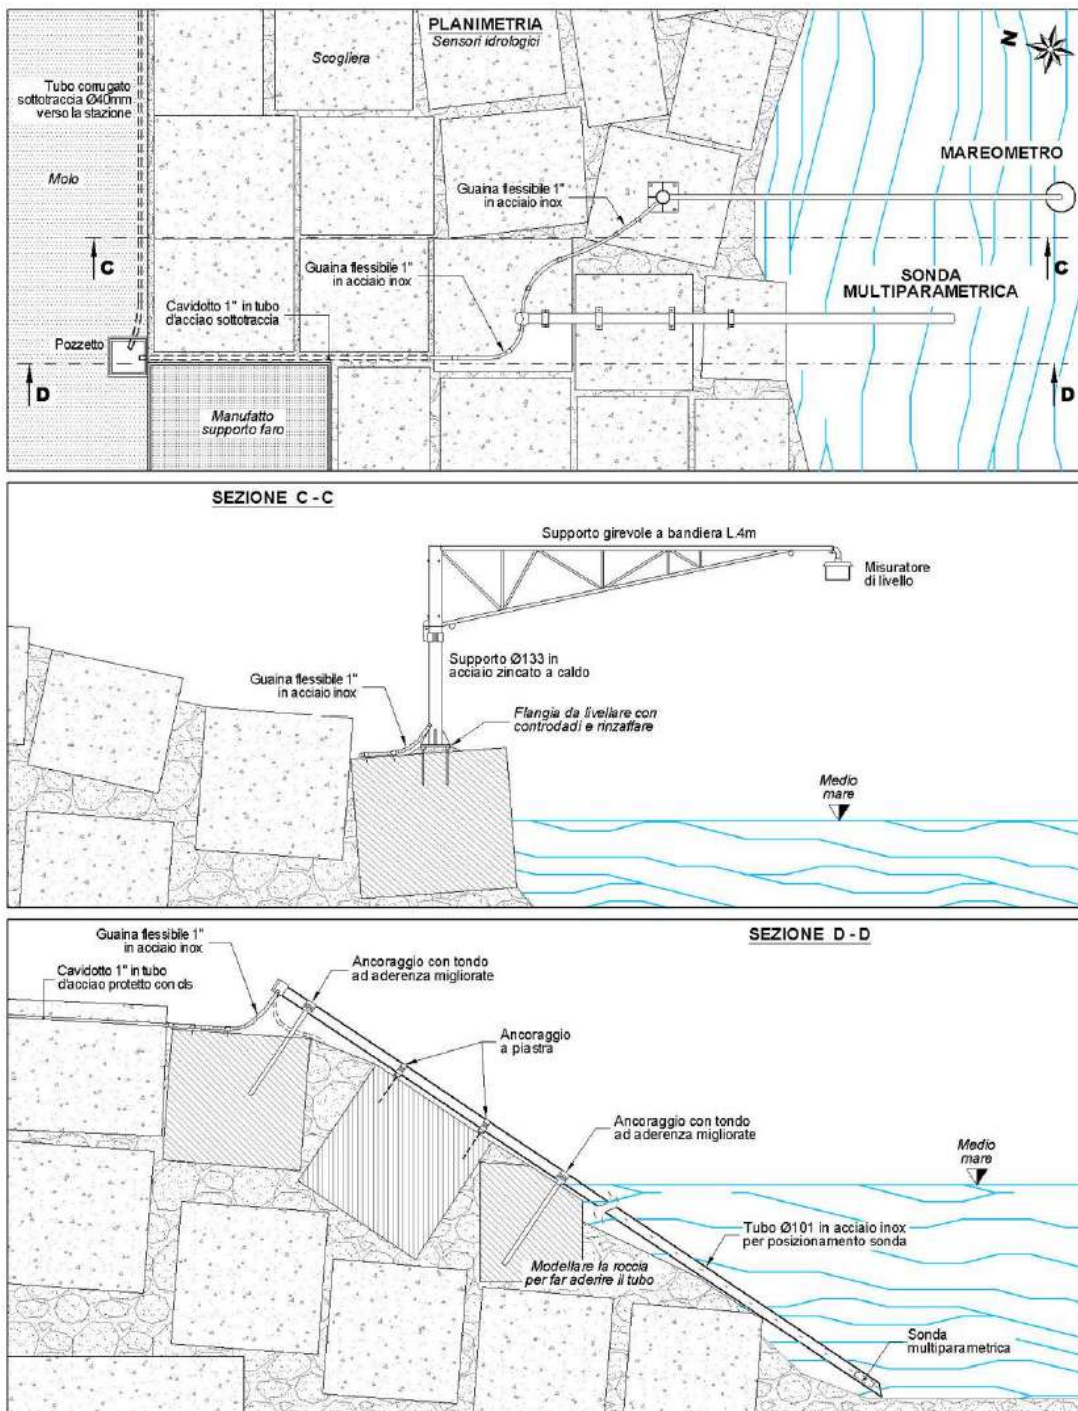 PLANIMETRIA
Sensori idrologici
Scogliera
N
Tubo corrugato
sottotraccia Ø40mm
verso la stazione
Molo
MAREOMETRO
Guaina flessibile 1"
in acciaio inox
C
C
Guaina flessibile 1"
in acciaio inox
SONDA
MULTIPARAMETRICA
Cavidotto 1" in tubo
d'acciao sottotraccia
Pozzetto
D
D
Manufatto
supporto faro
SEZIONE C - C
Supporto girevole a bandiera L.4m
Misuratore
di livello
Supporto Ø133 in
acciaio zincato a caldo
Guaina flessibile 1"
in acciaio inox
Flangia da livellare con
controdadi e rinzaffare
Medio
mare
SEZIONE D - D
Guaina flessibile 1"
in acciaio inox
Cavidotto 1" in tubo
d'acciao protetto con cls
Ancoraggio con tondo
ad aderenza migliorate
Ancoraggio
a piastra
Ancoraggio con tondo
ad aderenza migliorate
Medio
mare
Tubo Ø101 in acciaio inox
per posizionamento sonda
Modellare la roccia
per far aderire il tubo
Sonda
multiparametrica